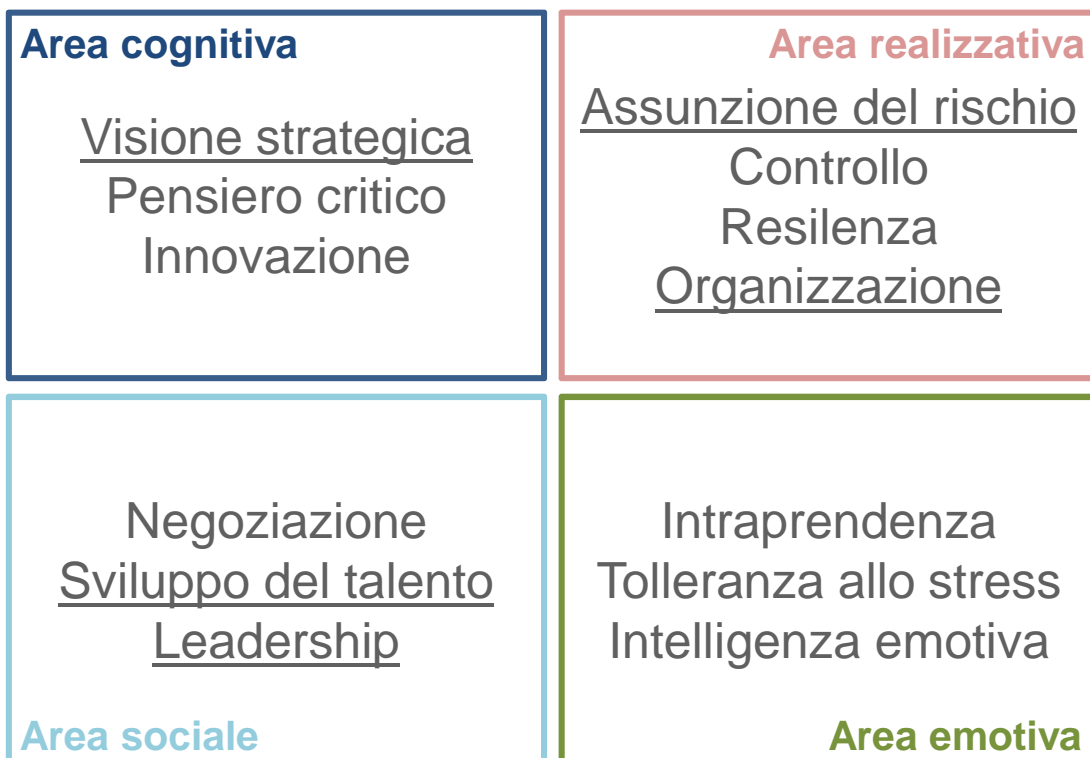 Area cognitiva
Visione strategica
Pensiero critico
Innovazione
Area realizzativa
Assunzione del rischio
Controllo
Resilenza
Organizzazione
Negoziazione
Sviluppo del talento
Leadership
Area sociale
Intraprendenza
Tolleranza allo stress
Intelligenza emotiva
Area emotiva